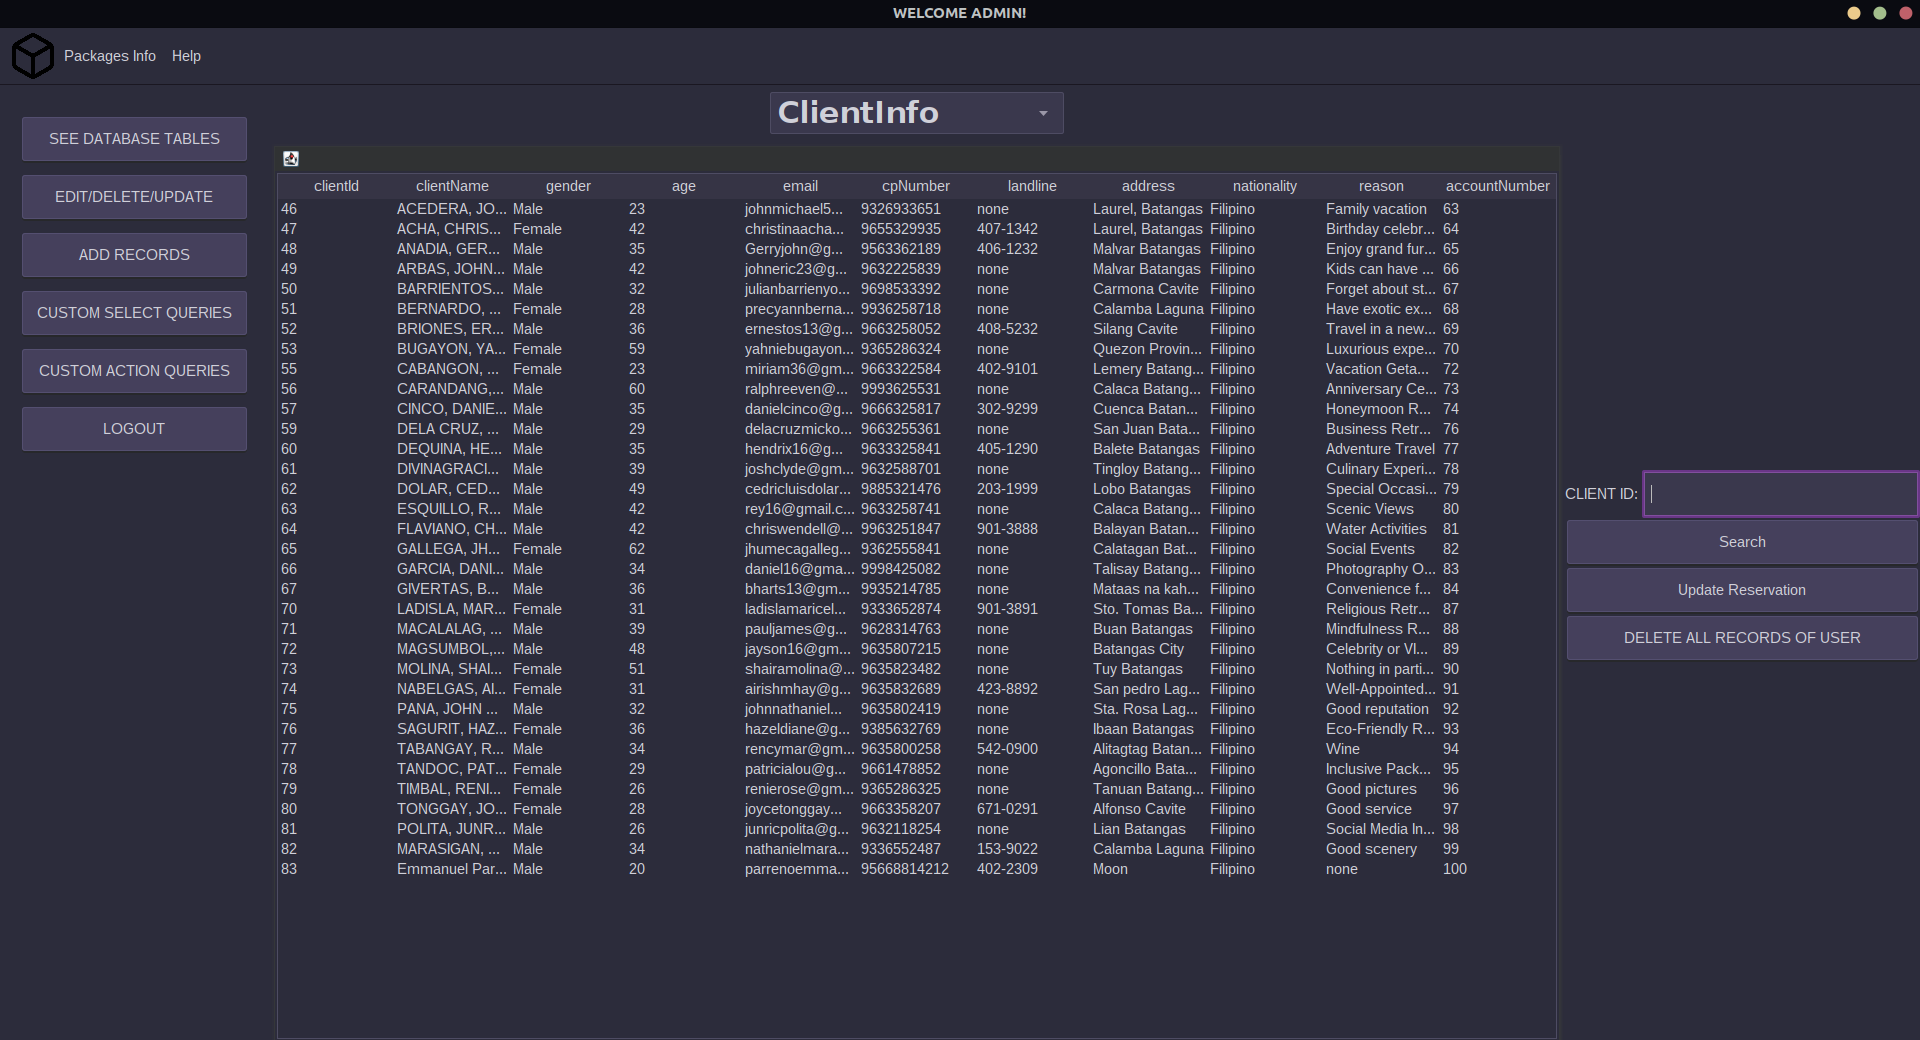 WELCOME ADMIN!
Packages Info Help
ClientInfo
SEE DATABASE TABLES
EDIT/DELETE/UPDATE
ADD RECORDS
CUSTOM SELECT QUERIES
CUSTOM ACTION QUERIES
LOGOUT
clientId clientName gender age email cpNumber landline address nationality reason accountNumber
46 ACEDERA, JO... Male 23 johnmichael5... 9326933651 none Laurel, Batangas Filipino Family vacation 63
47 ACHA, CHRIS... Female 42 christinaacha... 9655329935 407-1342 Laurel, Batangas Filipino Birthday celebr... 64
48 ANADIA, GER... Male 35 Gerryjohn@g... 9563362189 406-1232 Malvar Batangas Filipino Enjoy grand fur... 65
49 ARBAS, JOHN... Male 42 johneric23@g... 9632225839 none Malvar Batangas Filipino Kids can have ... 66
50 BARRIENTOS... Male 32 julianbarrienyo... 9698533392 none Carmona Cavite Filipino Forget about st... 67
51 BERNARDO, ... Female 28 precyannberna... 9936258718 none Calamba Laguna Filipino Have exotic ex... 68
52 BRIONES, ER... Male 36 ernestos13@g... 9663258052 408-5232 Silang Cavite Filipino Travel in a new... 69
53 BUGAYON, YA... Female 59 yahniebugayon... 9365286324 none Quezon Provin... Filipino Luxurious expe... 70
55 CABANGON, ... Female 23 miriam36@gm... 9663322584 402-9101 Lemery Batang... Filipino Vacation Geta... 72
56 CARANDANG,... Male 60 ralphreeven@... 9993625531 none Calaca Batang... Filipino Anniversary Ce... 73
57 CINCO, DANIE... Male 35 danielcinco@g... 9666325817 302-9299 Cuenca Batan... Filipino Honeymoon R... 74
59 DELA CRUZ, ... Male 29 delacruzmicko... 9663255361 none San Juan Bata... Filipino Business Retr... 76
60 DEQUINA, HE... Male 35 hendrix16@g... 9633325841 405-1290 Balete Batangas Filipino Adventure Travel 77
61 DIVINAGRACI... Male 39 joshclyde@gm... 9632588701 none Tingloy Batang... Filipino Culinary Experi... 78
62 DOLAR, CED... Male 49 cedricluisdolar... 9885321476 203-1999 Lobo Batangas Filipino Special Occasi... 79
63 ESQUILLO, R... Male 42 rey16@gmail.c... 9633258741 none Calaca Batang... Filipino Scenic Views 80
64 FLAVIANO, CH... Male 42 chriswendell@... 9963251847 901-3888 Balayan Batan... Filipino Water Activities 81
65 GALLEGA, JH... Female 62 jhumecagalleg... 9362555841 none Calatagan Bat... Filipino Social Events 82
66 GARCIA, DANI... Male 34 daniel16@gma... 9998425082 none Talisay Batang... Filipino Photography O... 83
67 GIVERTAS, B... Male 36 bharts13@gm... 9935214785 none Mataas na kah... Filipino Convenience f... 84
70 LADISLA, MAR... Female 31 ladislamaricel... 9333652874 901-3891 Sto. Tomas Ba... Filipino Religious Retr... 87
71 MACALALAG, ... Male 39 pauljames@g... 9628314763 none Buan Batangas Filipino Mindfulness R... 88
72 MAGSUMBOL,... Male 48 jayson16@gm... 9635807215 none Batangas City Filipino Celebrity or VI... 89
73 MOLINA, SHAI... Female 51 shairamolina@... 9635823482 none Tuy Batangas Filipino Nothing in parti... 90
74 NABELGAS, AI... Female 31 airishmhay@g... 9635832689 423-8892 San pedro Lag... Filipino Well-Appointed... 91
75 PANA, JOHN ... Male 32 johnnathaniel... 9635802419 none Sta. Rosa Lag... Filipino Good reputation 92
76 SAGURIT, HAZ... Female 36 hazeldiane@g... 9385632769 none Ibaan Batangas Filipino Eco-Friendly R... 93
77 TABANGAY, R... Male 34 rencymar@gm... 9635800258 542-0900 Alitagtag Batan... Filipino Wine 94
78 TANDOC, PAT... Female 29 patricialou@g... 9661478852 none Agoncillo Bata... Filipino Inclusive Pack... 95
79 TIMBAL, RENI... Female 26 renierose@gm... 9365286325 none Tanuan Batang... Filipino Good pictures 96
80 TONGGAY, JO... Female 28 joycetonggay... 9663358207 671-0291 Alfonso Cavite Filipino Good service 97
81 POLITA, JUNR... Male 26 junricpolita@g... 9632118254 none Lian Batangas Filipino Social Media In... 98
82 MARASIGAN, ... Male 34 nathanielmara... 9336552487 153-9022 Calamba Laguna Filipino Good scenery 99
83 Emmanuel Par... Male 20 parrenoemma... 95668814212 402-2309 Moon Filipino none 100
CLIENT ID:
Search
Update Reservation
DELETE ALL RECORDS OF USER